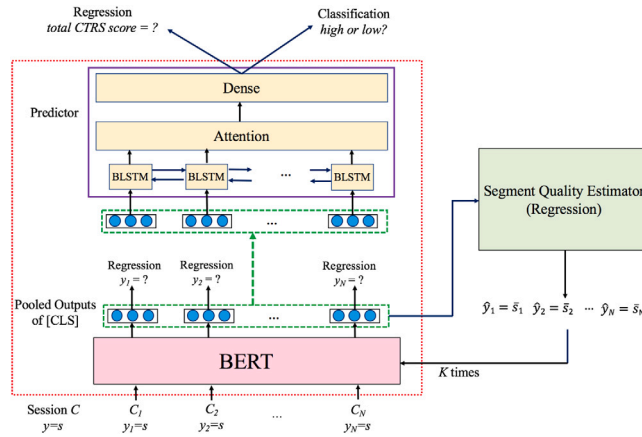 Regression
total CTRS score = ?
Classification
high or low?
Predictor
Dense
Attention
BLSTM BLSTM ... BLSTM
...
Segment Quality Estimator
(Regression)
Regression Regression Regression
y₁ = ? y₂ = ? yN = ?
Pooled Outputs
of [CLS]
...
ŷ₁ = s̄₁ ŷ₂ = s̄₂ ... ŷN = s̄N
BERT
K times
Session C C₁ C₂ ... CN
y=s y₁=s y₂=s yN=s